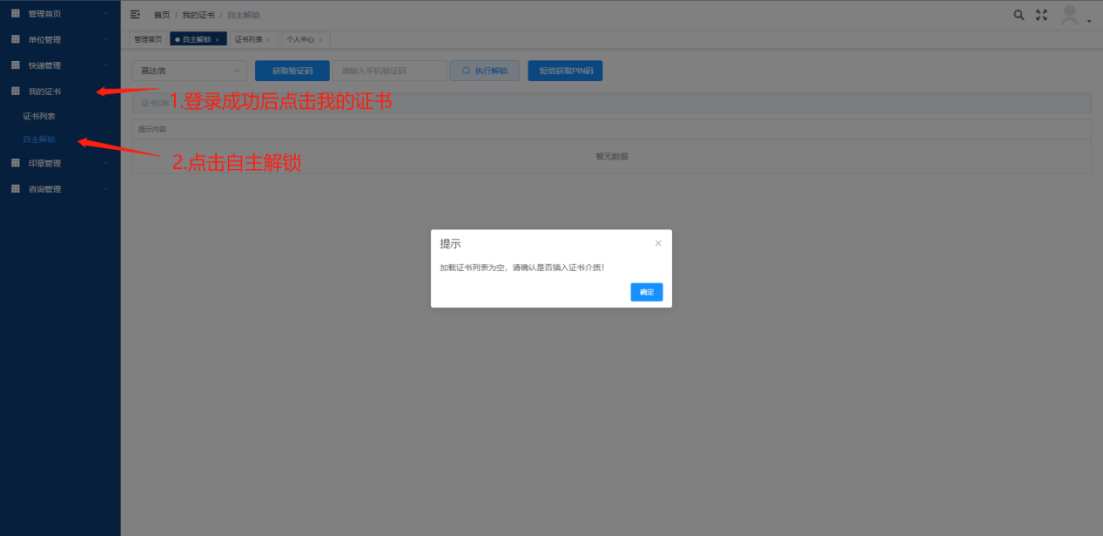 管理首页
单位管理
快递管理
我的证书
证书列表
自主解锁
印章管理
咨询管理
首页 / 我的证书 / 自主解锁
管理首页
自主解锁 ×
证书列表 ×
个人中心 ×
获取验证码
请输入手机验证码
执行解锁
短信获取PIN码
1.登录成功后点击我的证书
提示内容
暂无数据
2.点击自主解锁
提示
加载证书列表为空，请确认是否插入证书介质！
确定